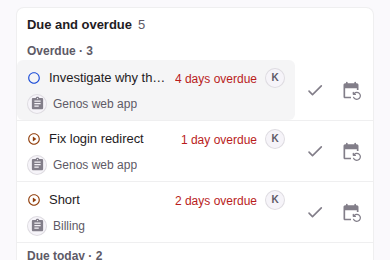 Due and overdue 5
Overdue · 3
Investigate why th… 4 days overdue K
Genos web app
Fix login redirect 1 day overdue K
Genos web app
Short 2 days overdue K
Billing
Due today · 2